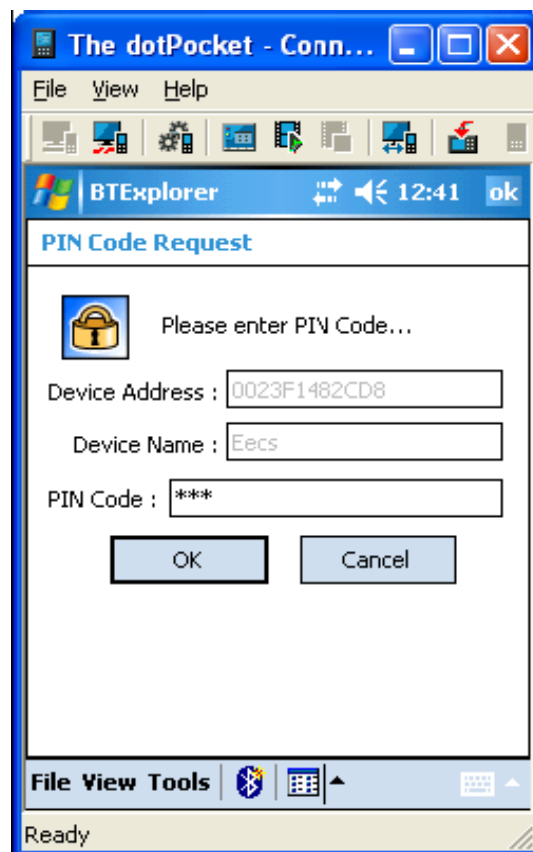 The dotPocket - Conn...
File View Help
BTExplorer 12:41 ok
PIN Code Request
Please enter PIN Code...
Device Address : 0023F1482CD8
Device Name : Eecs
PIN Code : ***
OK Cancel
File View Tools
Ready